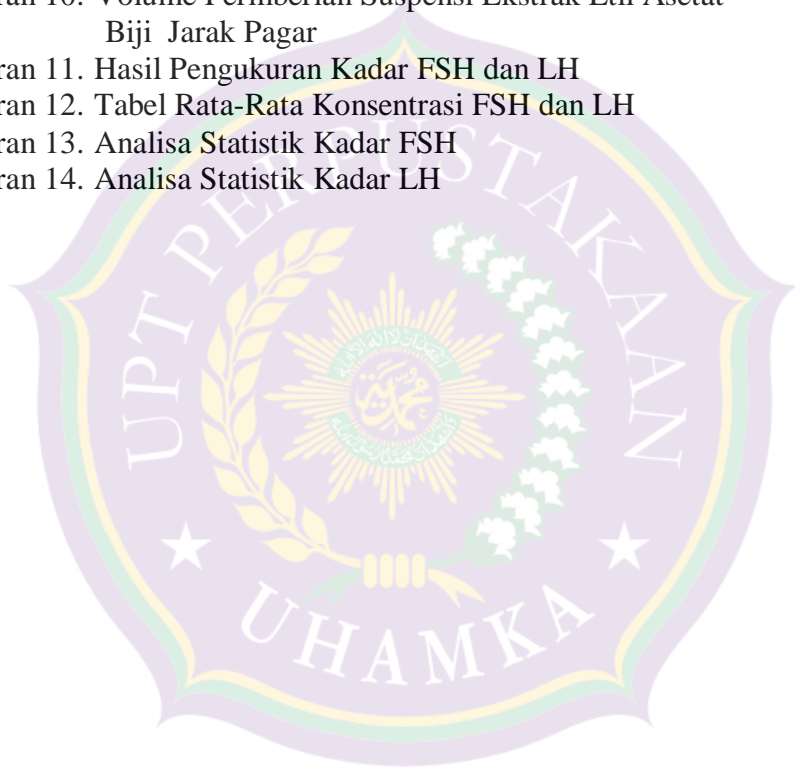 ran 10. Volume Perimberian Suspensi Ekstrak Etil Asetat
Biji Jarak Pagar
ran 11. Hasil Pengukuran Kadar FSH dan LH
ran 12. Tabel Rata-Rata Konsentrasi FSH dan LH
ran 13. Analisa Statistik Kadar FSH
ran 14. Analisa Statistik Kadar LH
UPT PERPUSTAKAAN
UHAMKA